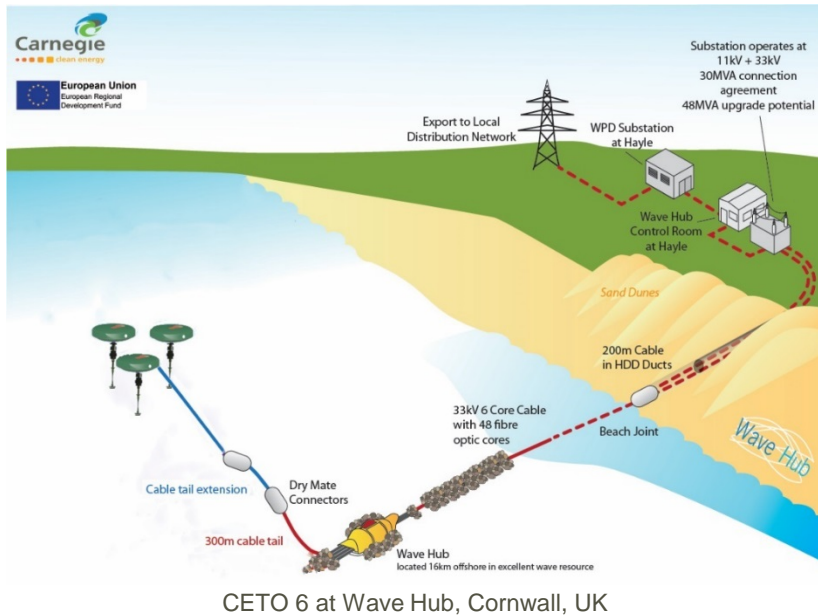 Carnegie
clean energy
European Union
European Regional
Development Fund
Substation operates at
11kV + 33kV
30MVA connection
agreement
48MVA upgrade potential
Export to Local
Distribution Network
WPD Substation
at Hayle
Wave Hub
Control Room
at Hayle
Sand Dunes
200m Cable
in HDD Ducts
33kV 6 Core Cable
with 48 fibre
optic cores
Beach Joint
Wave Hub
Cable tail extension
Dry Mate
Connectors
300m cable tail
Wave Hub
located 16km offshore in excellent wave resource
CETO 6 at Wave Hub, Cornwall, UK